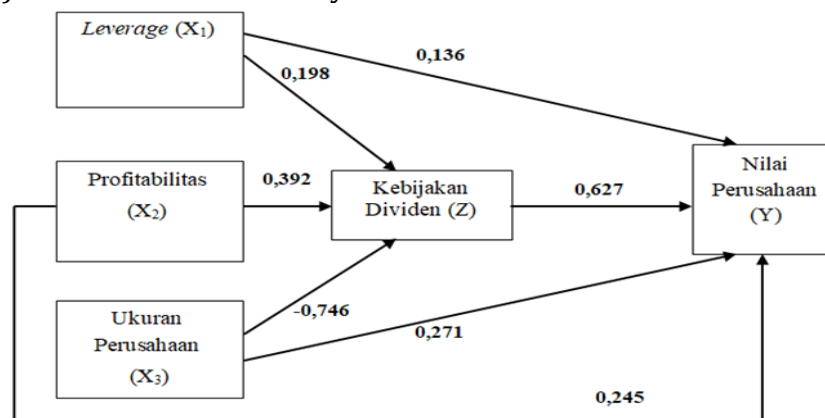 Leverage (X₁)
0,136
0,198
Profitabilitas
(X₂)
0,392
Kebijakan
Dividen (Z)
0,627
Nilai
Perusahaan
(Y)
Ukuran
Perusahaan
(X₃)
-0,746
0,271
0,245